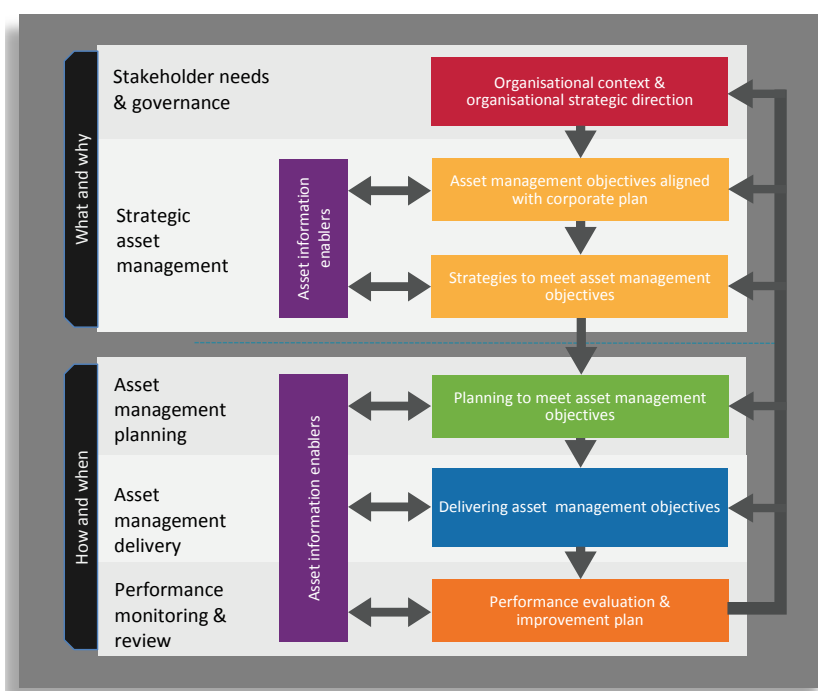 What and why
Stakeholder needs
& governance
Organisational context &
organisational strategic direction
Strategic
asset
management
Asset information
enablers
Asset management objectives aligned
with corporate plan
Strategies to meet asset management
objectives
How and when
Asset
management
planning
Asset information enablers
Planning to meet asset management
objectives
Asset
management
delivery
Delivering asset management objectives
Performance
monitoring &
review
Performance evaluation &
improvement plan